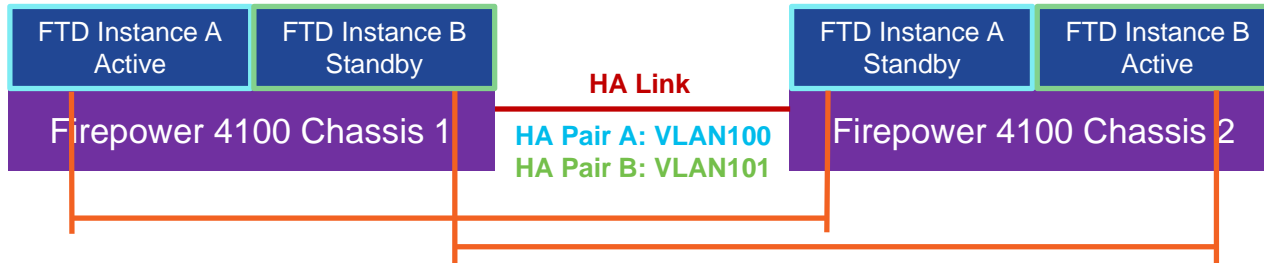 FTD Instance A
Active
FTD Instance B
Standby
FTD Instance A
Standby
FTD Instance B
Active
HA Link
Firepower 4100 Chassis 1
HA Pair A: VLAN100
HA Pair B: VLAN101
Firepower 4100 Chassis 2